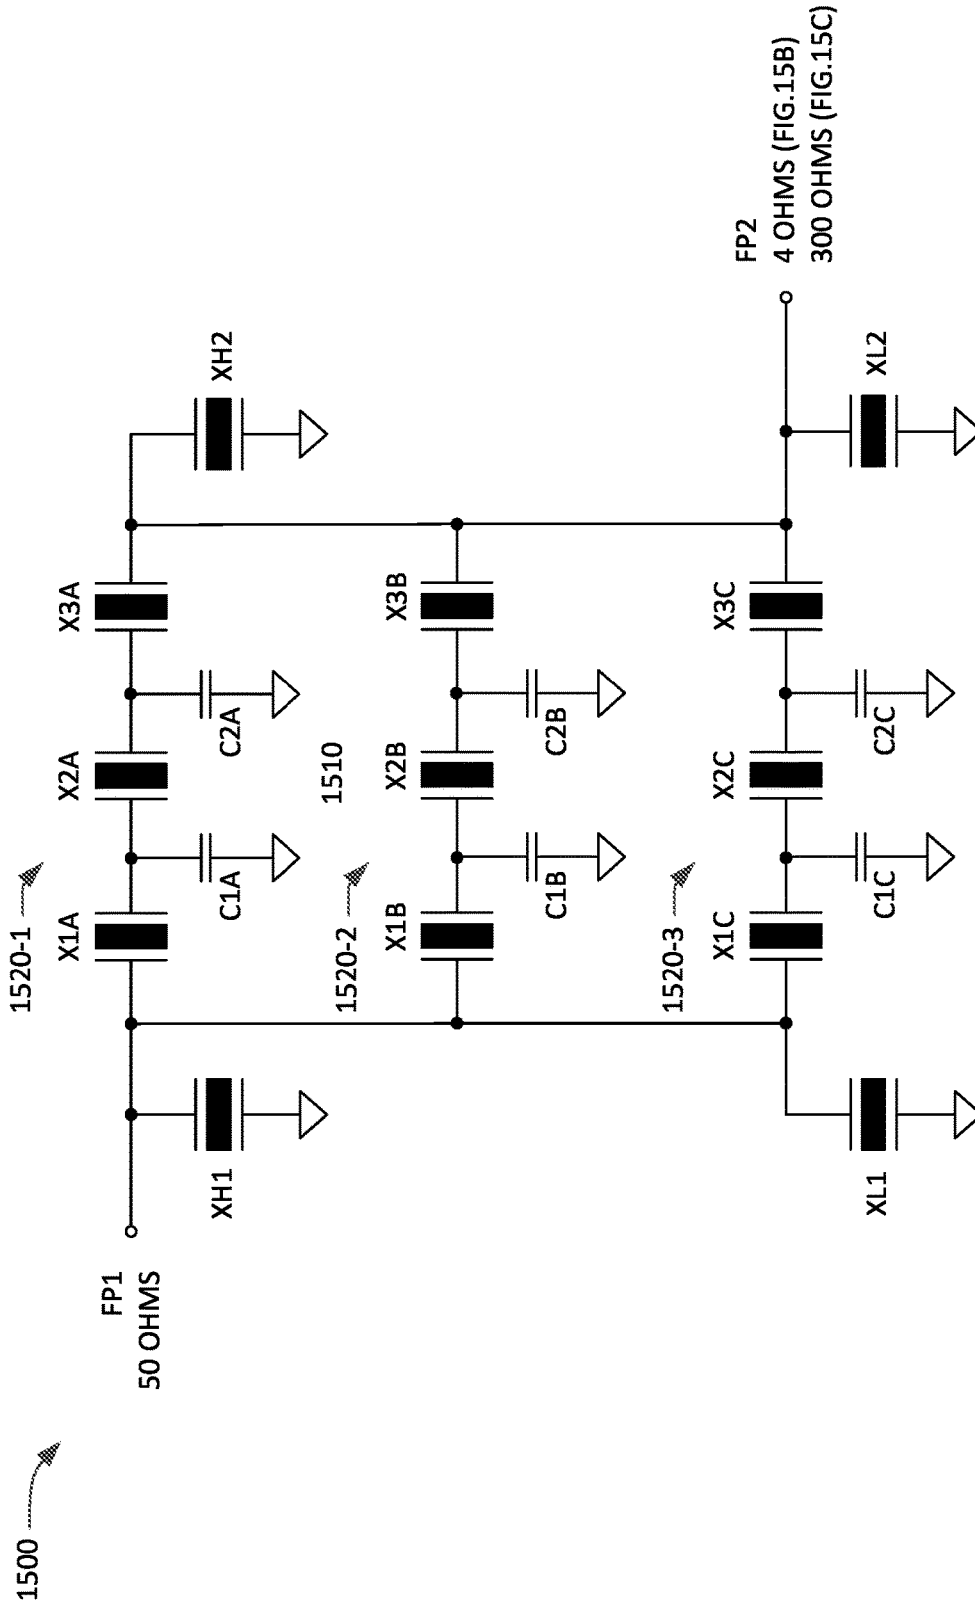 1500
FP1
50 OHMS
XH1
1520-1
X1A
X2A
X3A
C1A
C2A
XH2
1510
1520-2
X1B
X2B
X3B
C1B
C2B
1520-3
X1C
X2C
X3C
C1C
C2C
XL1
XL2
FP2
4 OHMS (FIG.15B)
300 OHMS (FIG.15C)